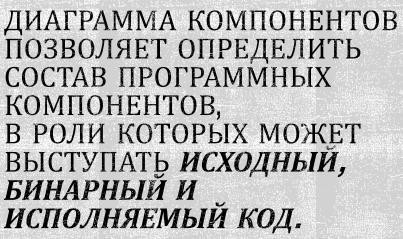 ДИАГРАММА КОМПОНЕНТОВ
ПОЗВОЛЯЕТ ОПРЕДЕЛИТЬ
СОСТАВ ПРОГРАММНЫХ
КОМПОНЕНТОВ,
В РОЛИ КОТОРЫХ МОЖЕТ
ВЫСТУПАТЬ ИСХОДНЫЙ,
БИНАРНЫЙ И
ИСПОЛНЯЕМЫЙ КОД.